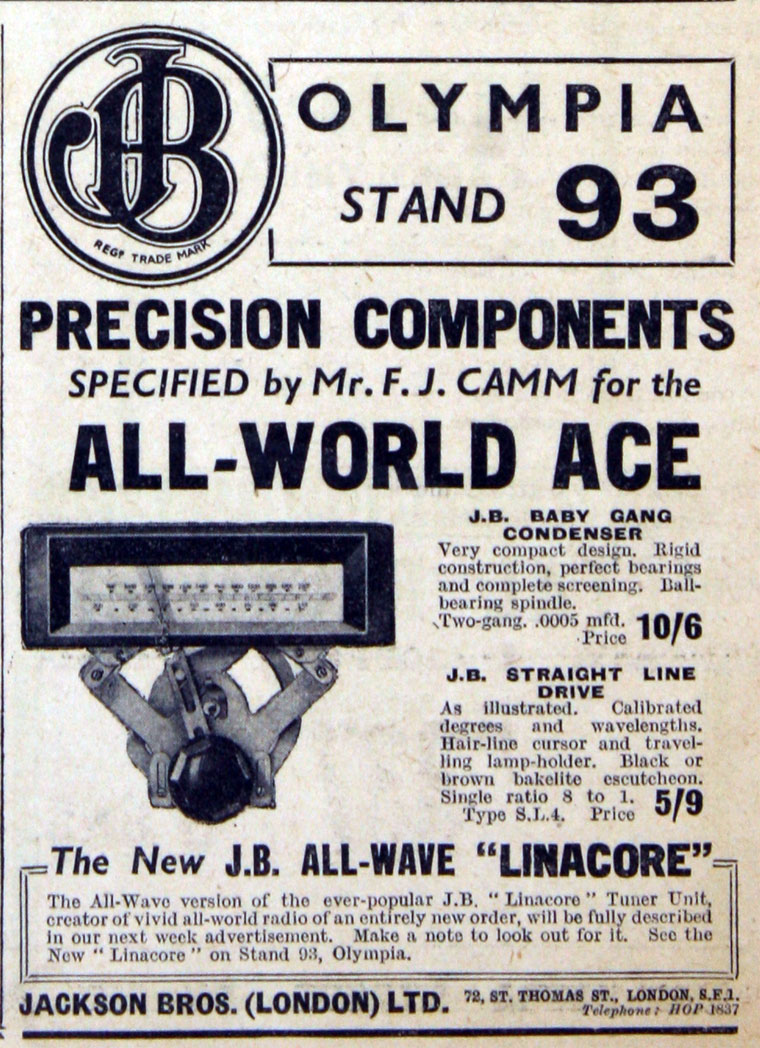 JB
REGD TRADE MARK
OLYMPIA
STAND 93
PRECISION COMPONENTS
SPECIFIED by Mr. F. J. CAMM for the
ALL-WORLD ACE
J.B. BABY GANG
CONDENSER
Very compact design. Rigid
construction, perfect bearings
and complete screening. Ball-
bearing spindle.
Two-gang. .0005 mfd.
Price 10/6
J.B. STRAIGHT LINE
DRIVE
As illustrated. Calibrated
degrees and wavelengths.
Hair-line cursor and travel-
ling lamp-holder. Black or
brown bakelite escutcheon.
Single ratio 8 to 1.
Type S.L.4. Price 5/9
The New J.B. ALL-WAVE "LINACORE"
The All-Wave version of the ever-popular J.B. "Linacore" Tuner Unit,
creator of vivid all-world radio of an entirely new order, will be fully described
in our next week advertisement. Make a note to look out for it. See the
New "Linacore" on Stand 93, Olympia.
JACKSON BROS. (LONDON) LTD. 72, ST. THOMAS ST., LONDON, S.E.1.
Telephone: HOP 1837